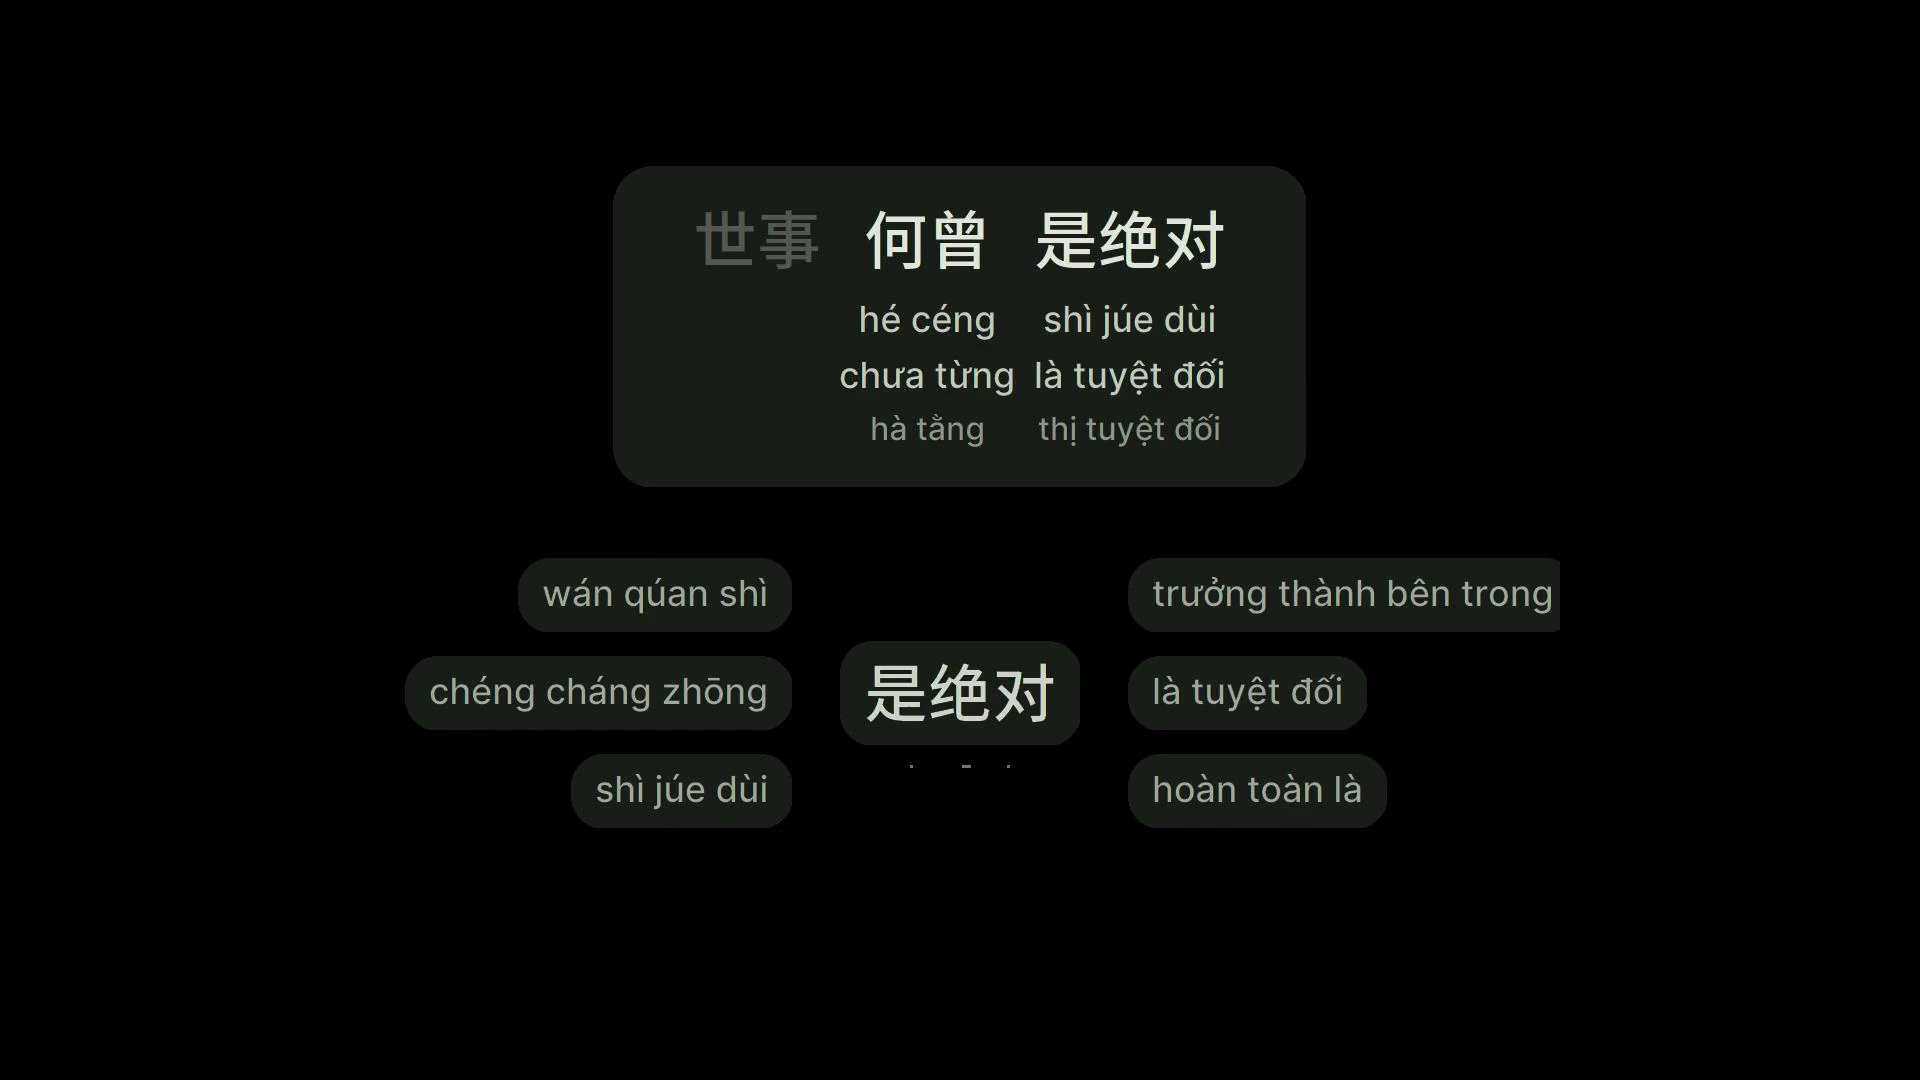 世事 何曾 是绝对
hé céng shì júe dùi
chưa từng là tuyệt đối
hà tằng thị tuyệt đối
wán qúan shì
trưởng thành bên trong
chéng cháng zhōng
是绝对
là tuyệt đối
shì júe dùi
hoàn toàn là